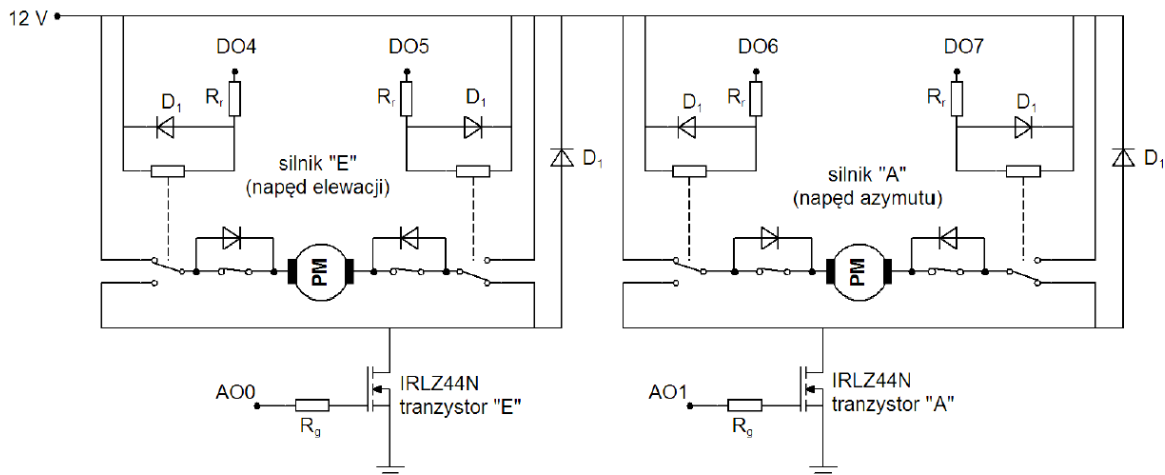 12 V
DO4
DO5
DO6
DO7
Rr
Rr
Rr
Rr
D1
D1
D1
D1
D1
D1
silnik "E"
(napęd elewacji)
silnik "A"
(napęd azymutu)
PM
PM
AO0
Rg
IRLZ44N
tranzystor "E"
AO1
Rg
IRLZ44N
tranzystor "A"